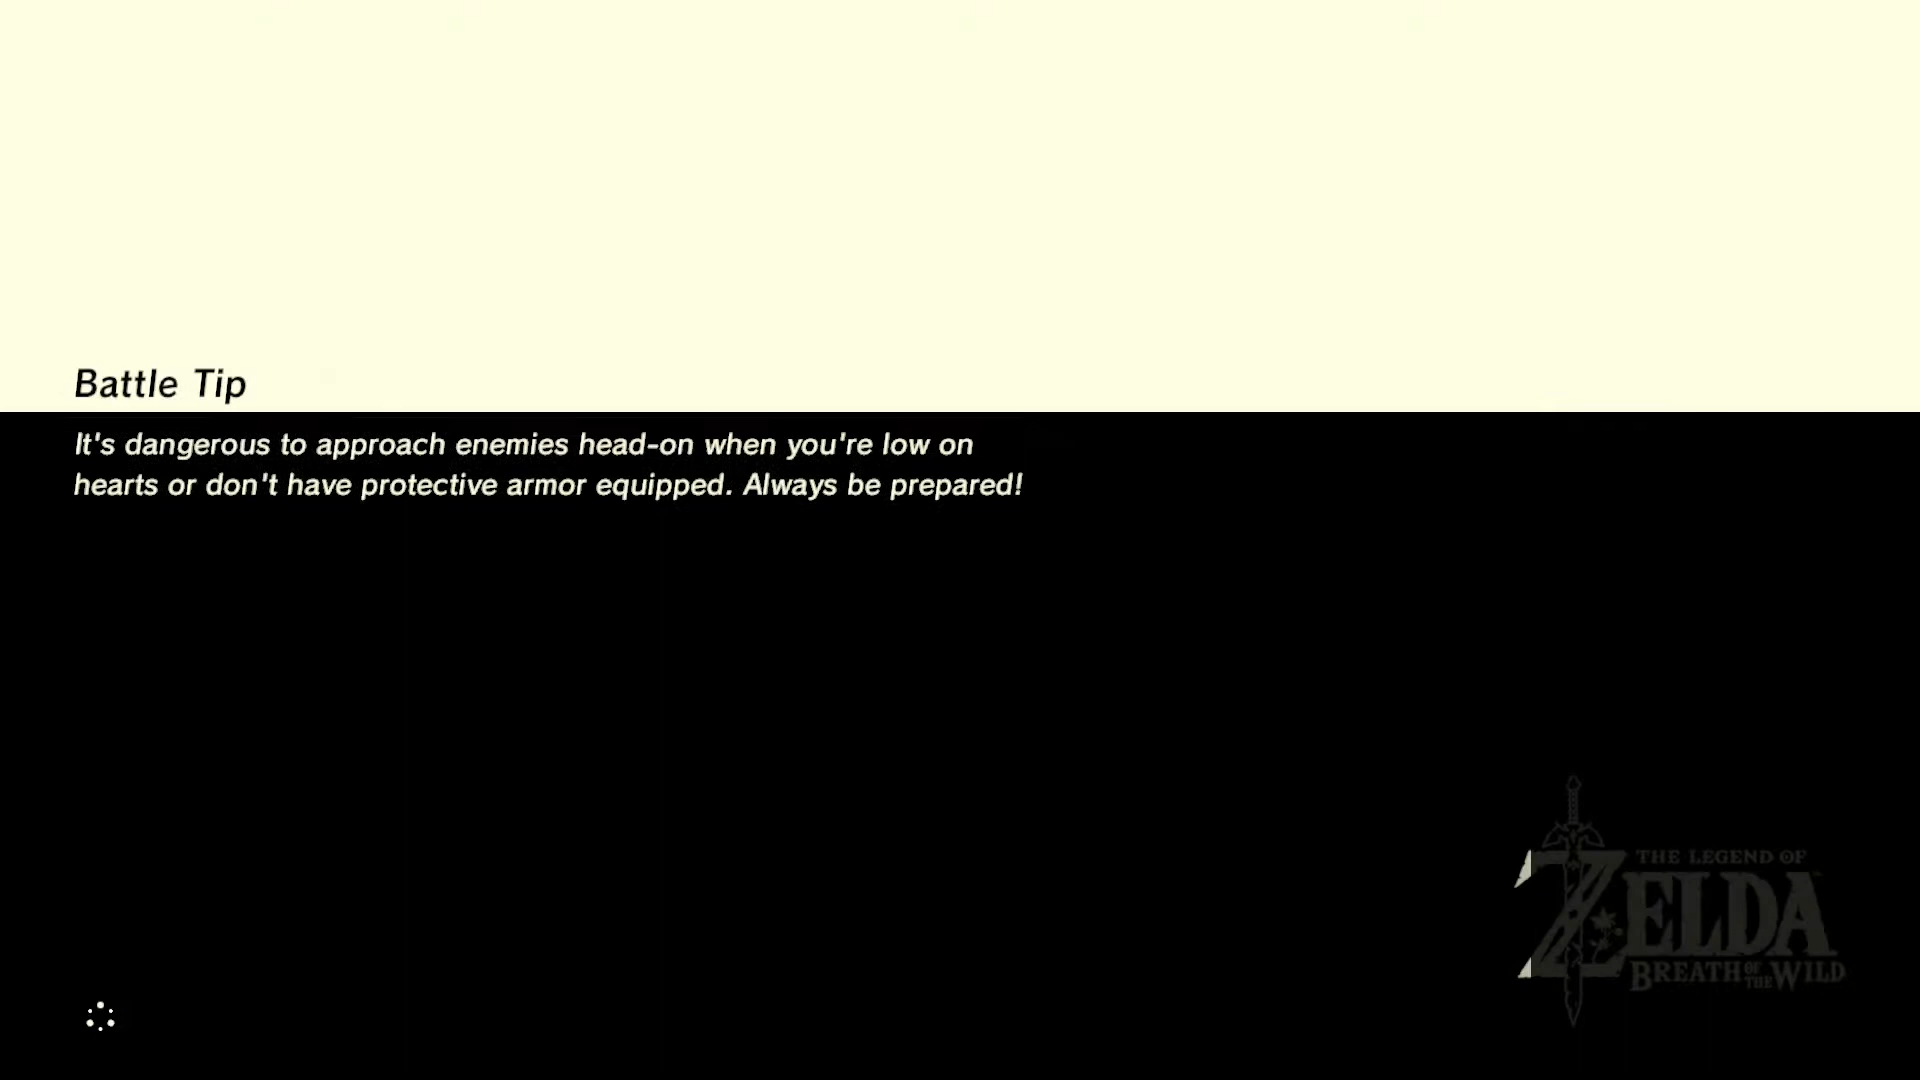 Battle Tip
It's dangerous to approach enemies head-on when you're low on
hearts or don't have protective armor equipped. Always be prepared!
THE LEGEND OF
ZELDA
BREATH OF THE WILD